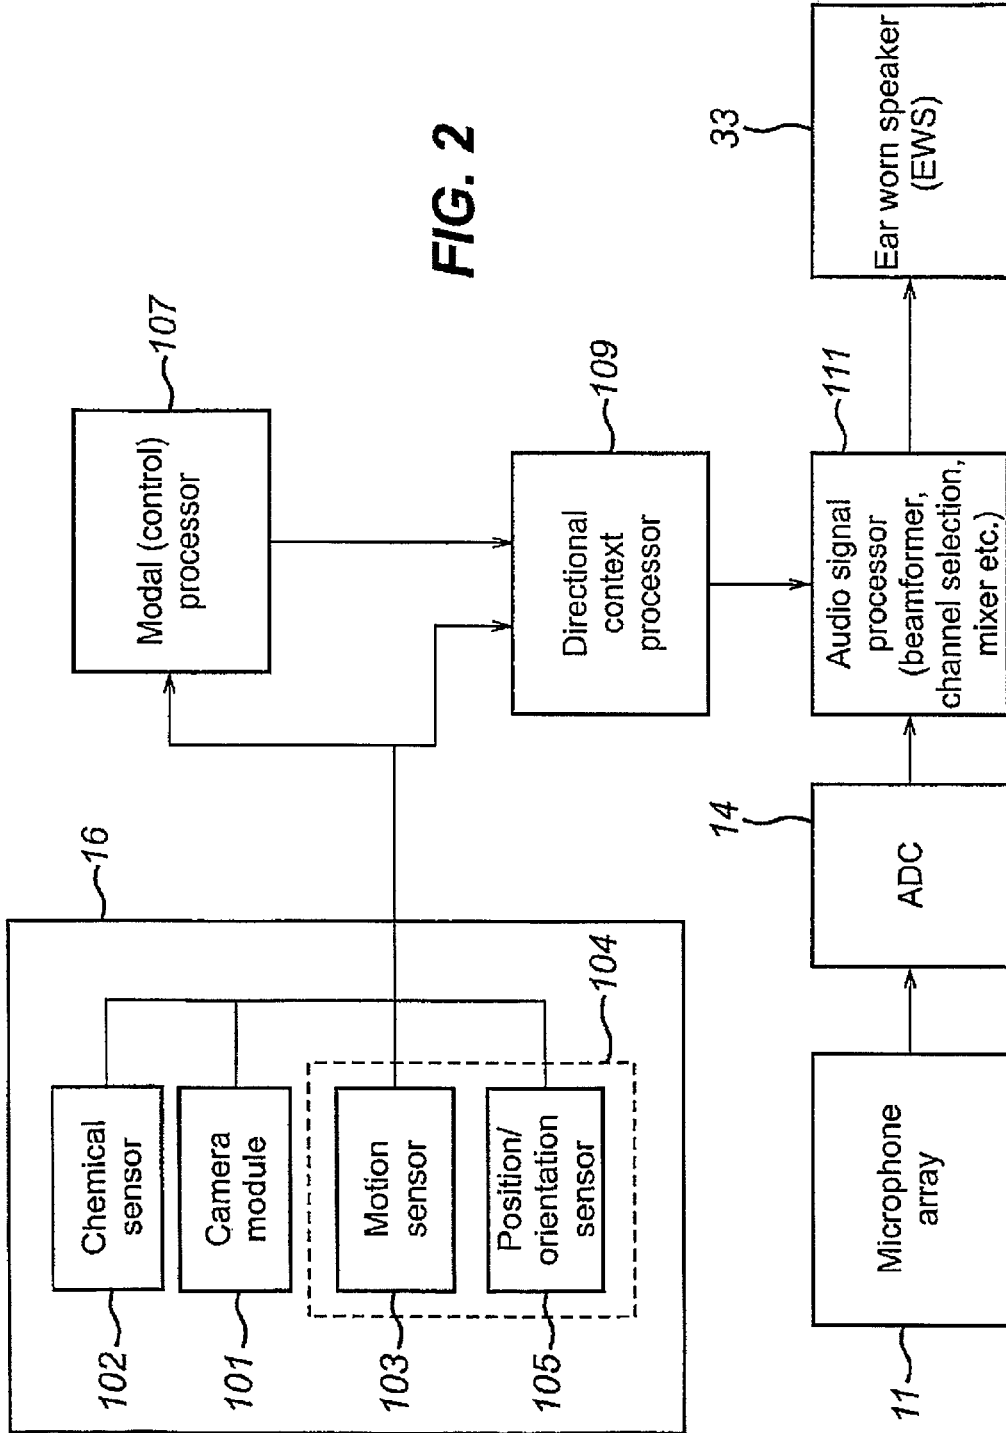 16
Chemical
sensor
102
Camera
module
101
Motion
sensor
103
Position/
orientation
sensor
105
104
Modal (control)
processor
107
Directional
context
processor
109
FIG. 2
Microphone
array
11
ADC
14
Audio signal
processor
(beamformer,
channel selection,
mixer etc.)
111
Ear worn speaker
(EWS)
33